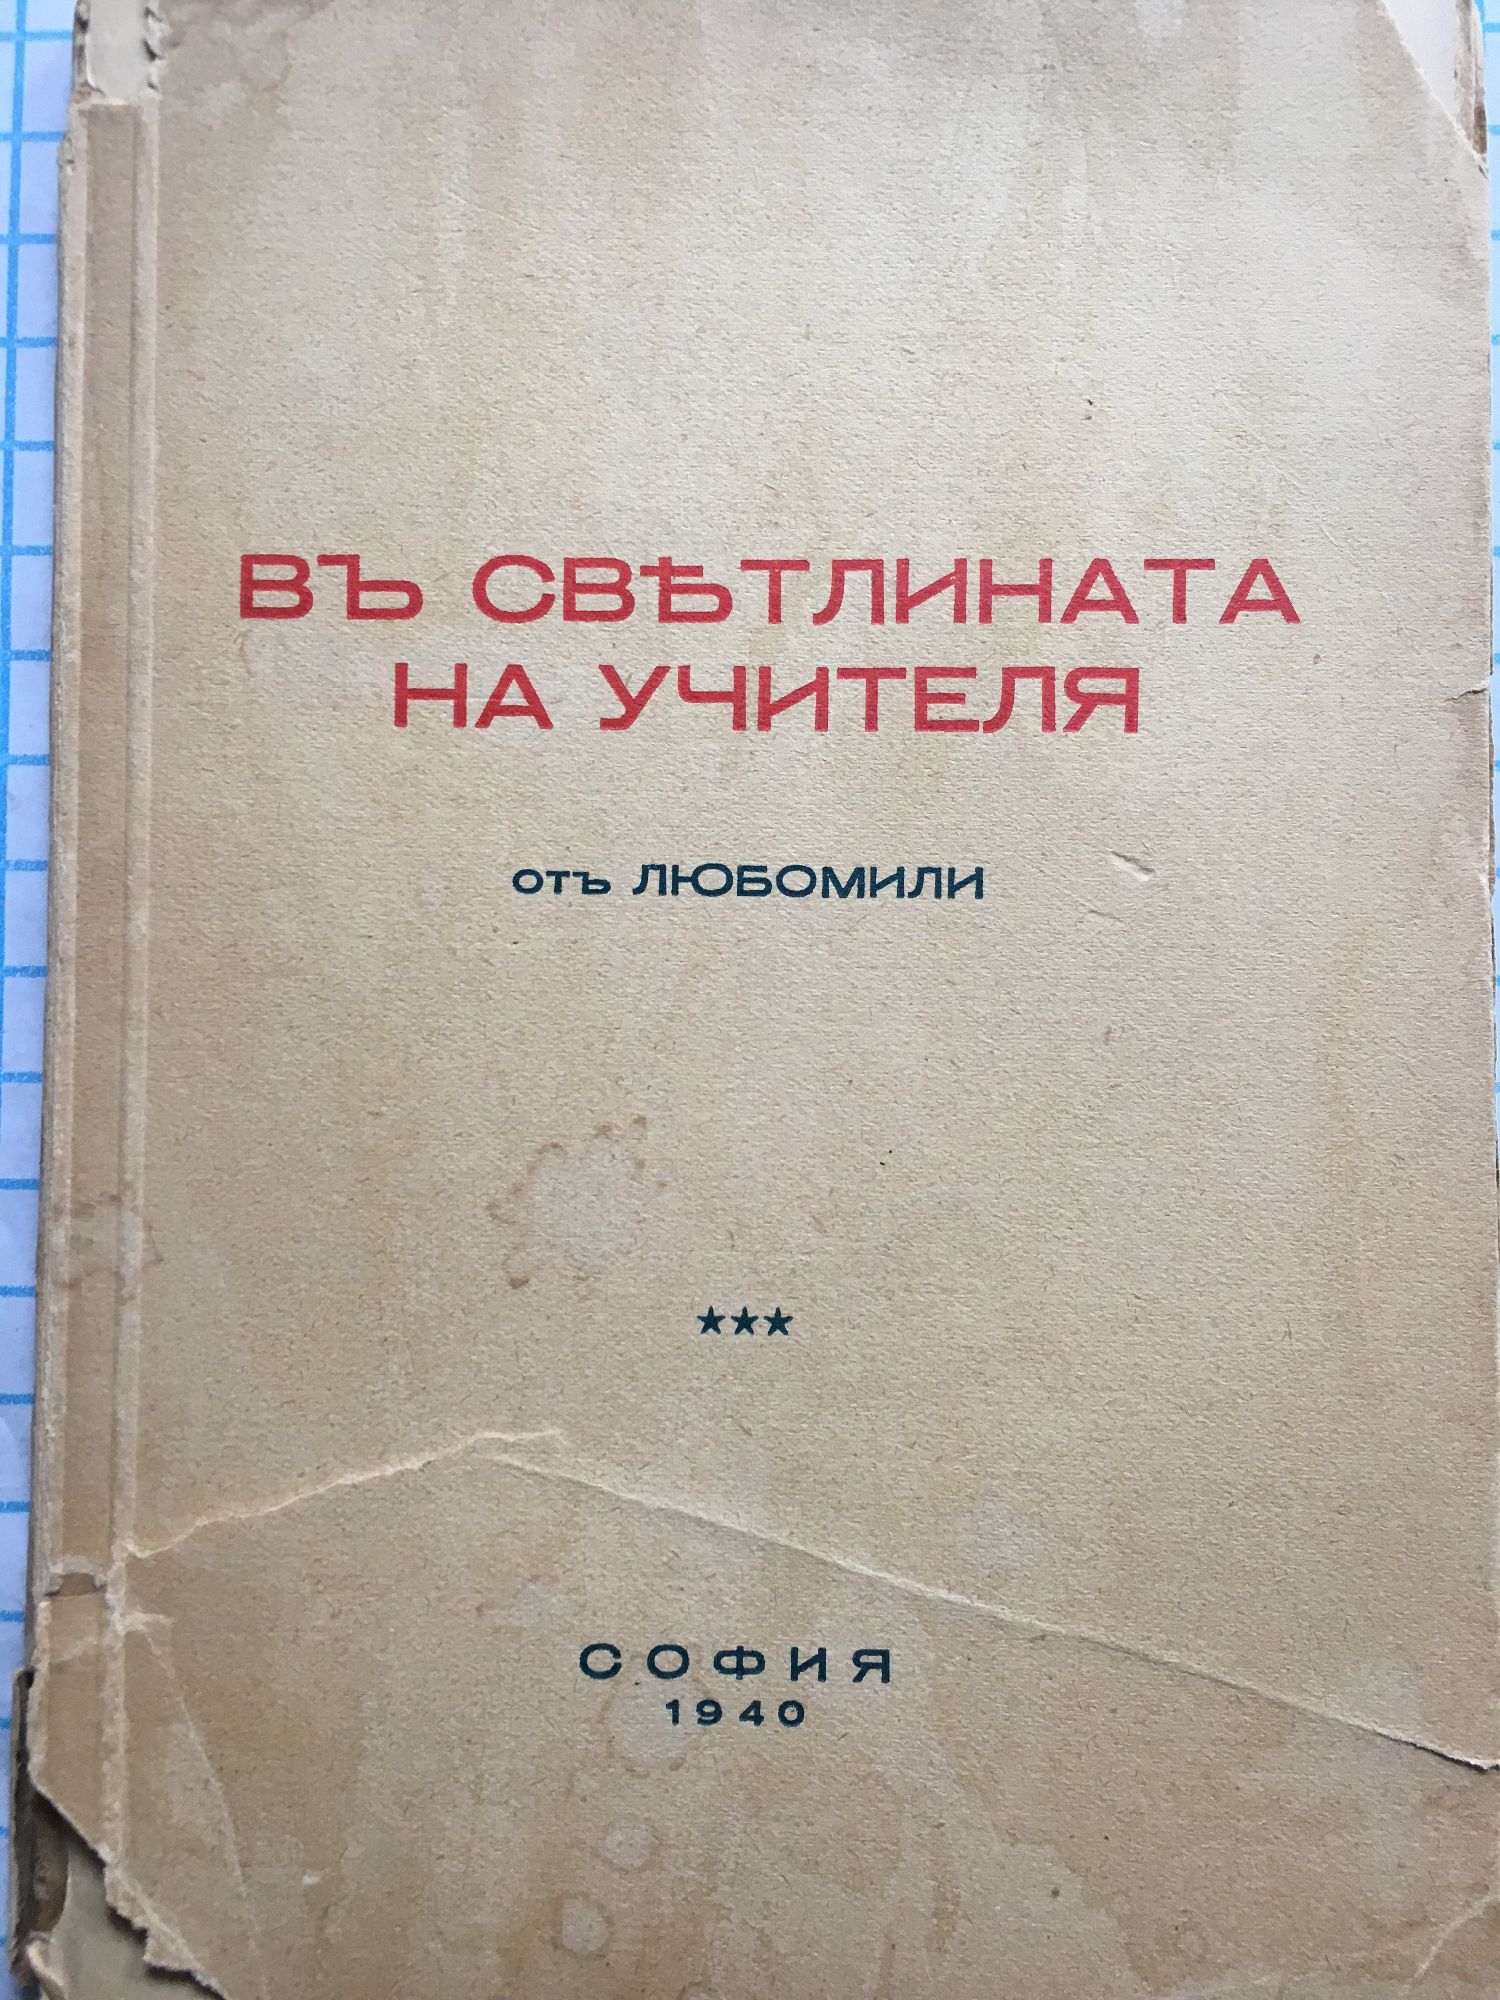 ВЪ СВѢТЛИНАТА
НА УЧИТЕЛЯ
отъ ЛЮБОМИЛИ
★★★
СОФИЯ
1940